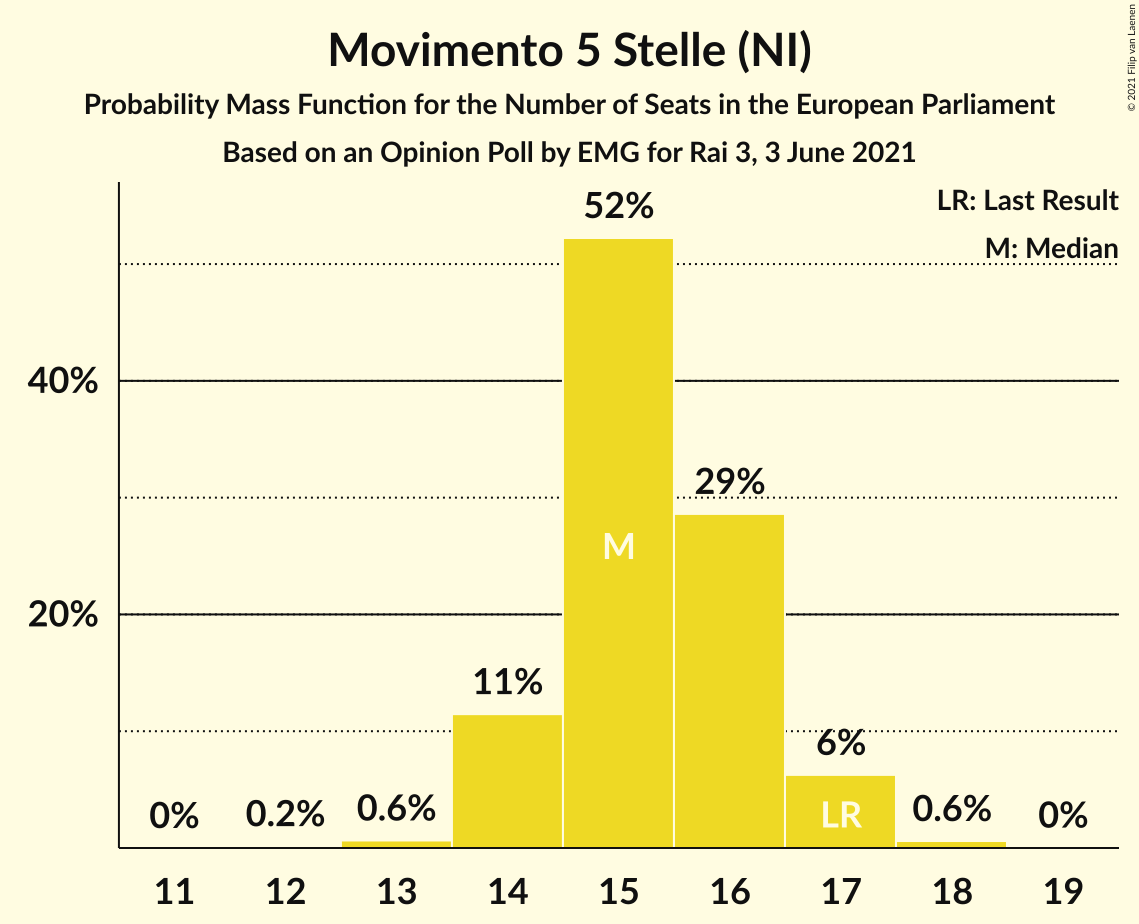 Movimento 5 Stelle (NI)
Probability Mass Function for the Number of Seats in the European Parliament
Based on an Opinion Poll by EMG for Rai 3, 3 June 2021
© 2021 Filip van Laenen
LR: Last Result
M: Median
52%
40%
29%
M
20%
11%
6%
0%
0.2%
0.6%
LR
0.6%
0%
11 12 13 14 15 16 17 18 19